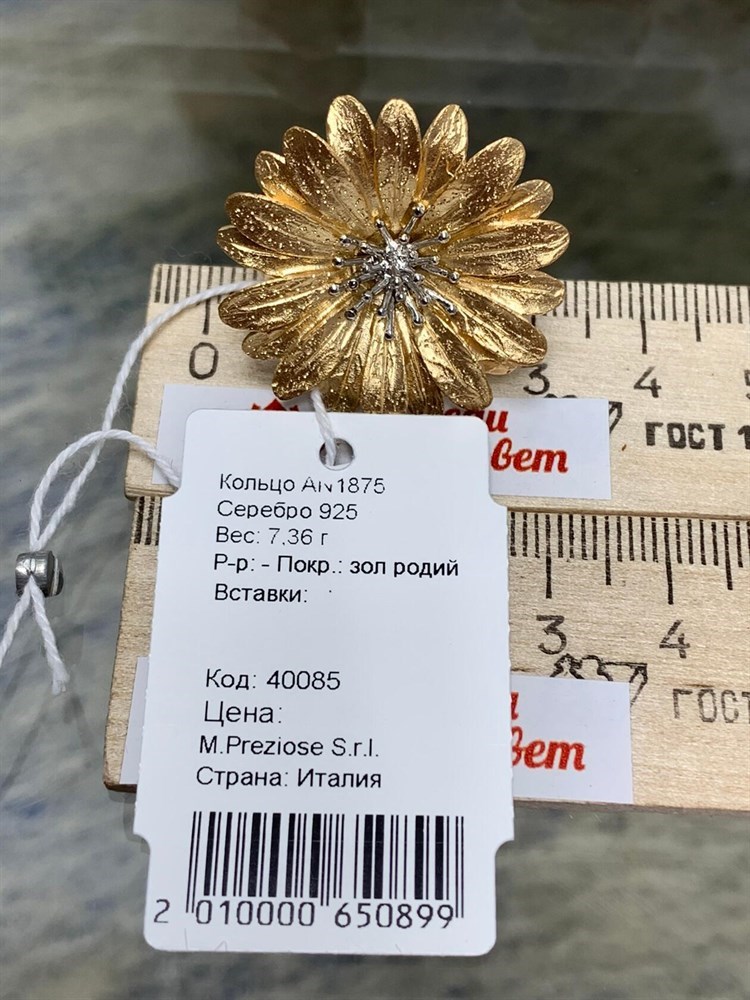 0 3 4
ГОСТ 1
вет
Кольцо AN1875
Серебро 925
Вес: 7,36 г
Р-р: - Покр.: зол родий
Вставки:
3 4
ГОСТ
Код: 40085
Цена:
M.Preziose S.r.l.
вет
Страна: Италия
2 010000 650899